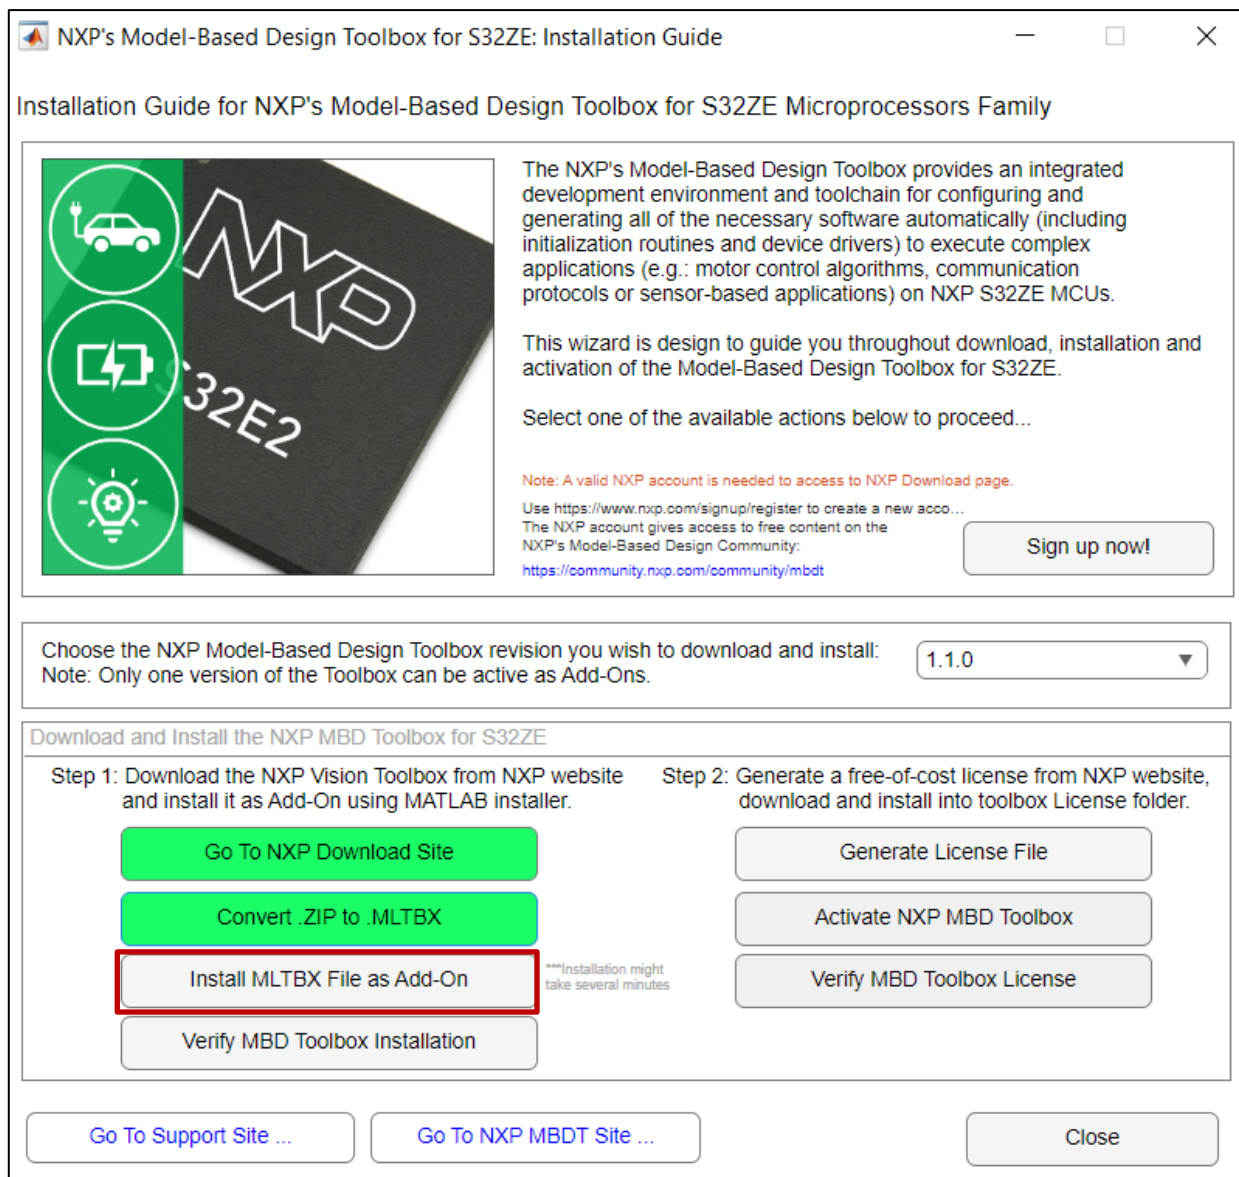 NXP's Model-Based Design Toolbox for S32ZE: Installation Guide
Installation Guide for NXP's Model-Based Design Toolbox for S32ZE Microprocessors Family
NXP
S32E2
The NXP's Model-Based Design Toolbox provides an integrated
development environment and toolchain for configuring and
generating all of the necessary software automatically (including
initialization routines and device drivers) to execute complex
applications (e.g.: motor control algorithms, communication
protocols or sensor-based applications) on NXP S32ZE MCUs.
This wizard is design to guide you throughout download, installation and
activation of the Model-Based Design Toolbox for S32ZE.
Select one of the available actions below to proceed...
Note: A valid NXP account is needed to access to NXP Download page.
Use https://www.nxp.com/signup/register to create a new acco...
The NXP account gives access to free content on the
NXP's Model-Based Design Community:
https://community.nxp.com/community/mbdt
Sign up now!
Choose the NXP Model-Based Design Toolbox revision you wish to download and install:
Note: Only one version of the Toolbox can be active as Add-Ons.
1.1.0
Download and Install the NXP MBD Toolbox for S32ZE
Step 1: Download the NXP Vision Toolbox from NXP website
and install it as Add-On using MATLAB installer.
Go To NXP Download Site
Convert .ZIP to .MLTBX
Install MLTBX File as Add-On
***Installation might
take several minutes
Verify MBD Toolbox Installation
Step 2: Generate a free-of-cost license from NXP website,
download and install into toolbox License folder.
Generate License File
Activate NXP MBD Toolbox
Verify MBD Toolbox License
Go To Support Site ...
Go To NXP MBDT Site ...
Close